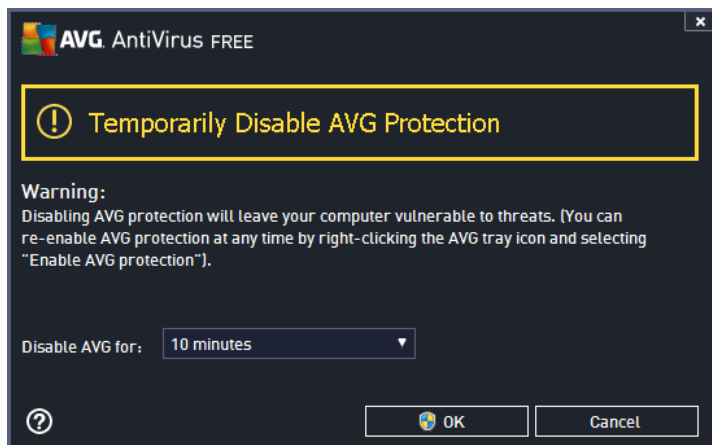 AVG. AntiVirus FREE
Temporarily Disable AVG Protection
Warning:
Disabling AVG protection will leave your computer vulnerable to threats. (You can
re-enable AVG protection at any time by right-clicking the AVG tray icon and selecting
"Enable AVG protection").
Disable AVG for: 10 minutes
OK Cancel